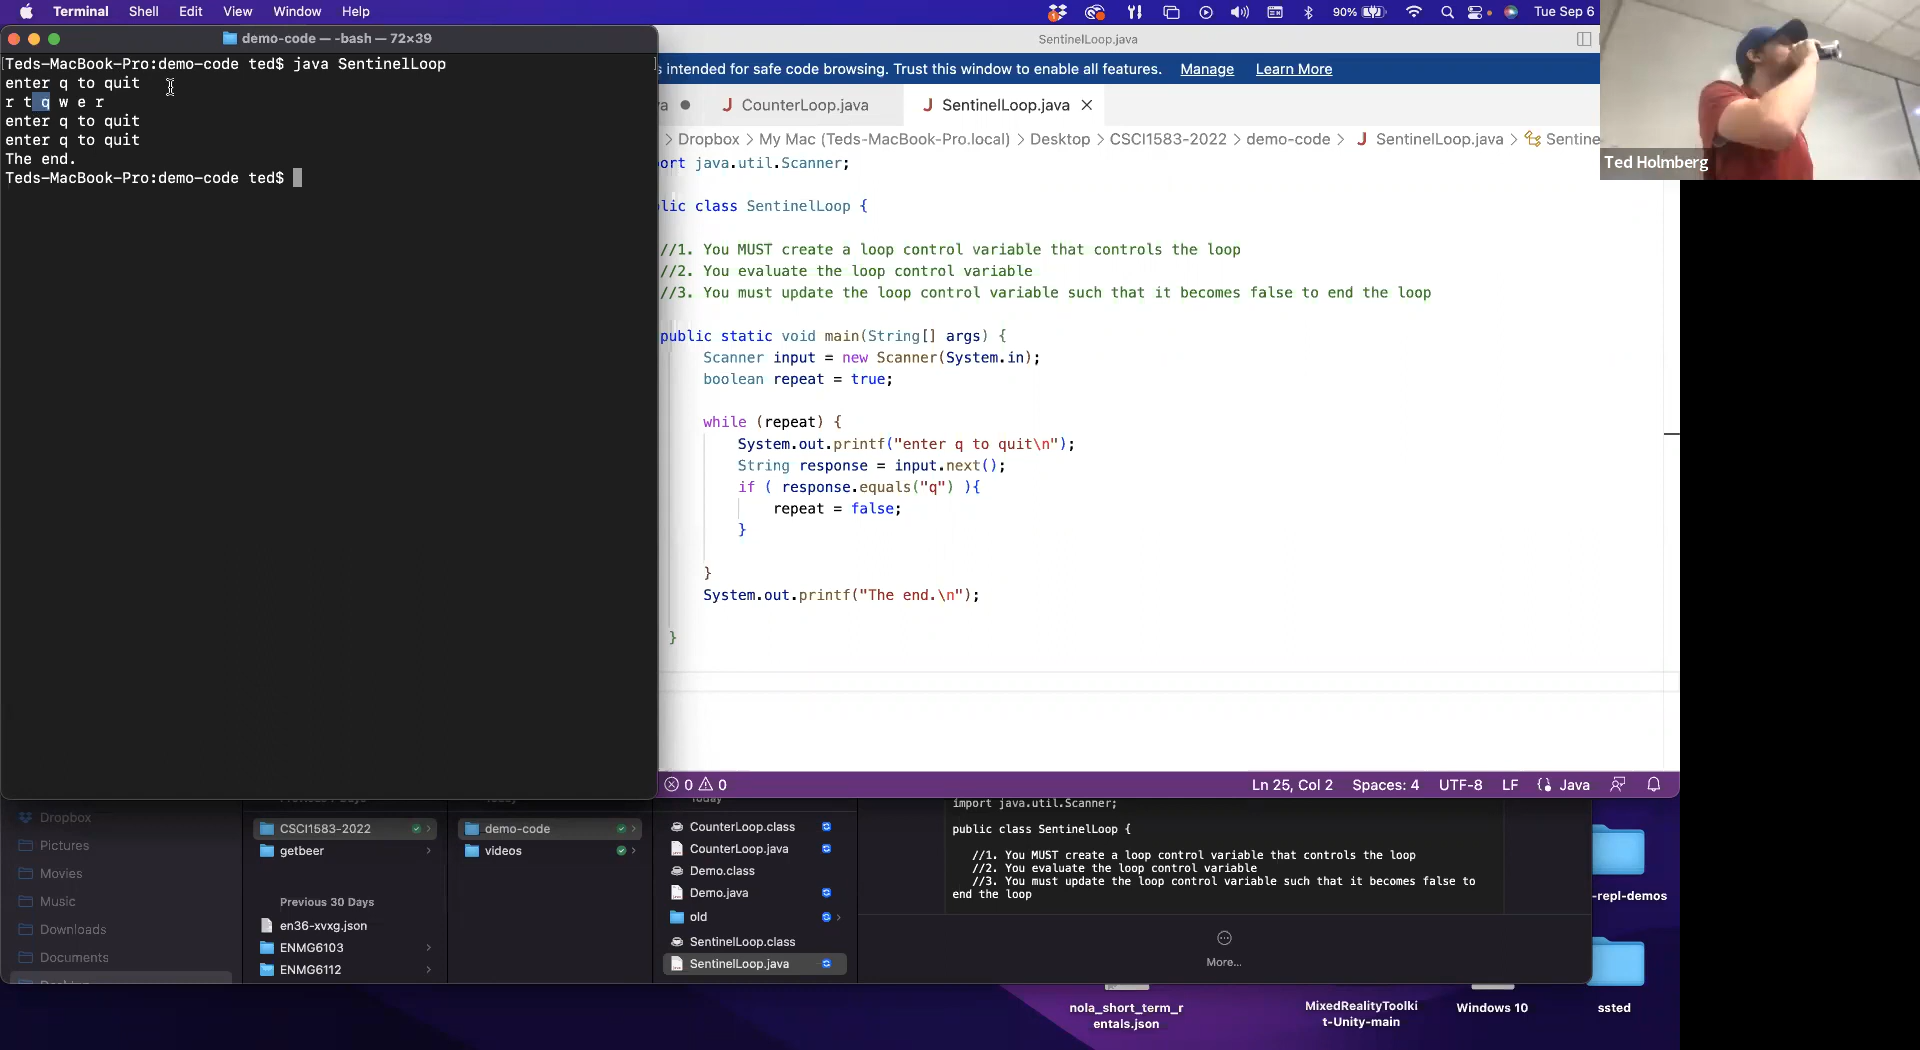 Terminal Shell Edit View Window Help 90% Tue Sep 6
demo-code — -bash — 72×39
Teds-MacBook-Pro:demo-code ted$ java SentinelLoop
enter q to quit
r t q w e r
enter q to quit
enter q to quit
The end.
Teds-MacBook-Pro:demo-code ted$
SentinelLoop.java
intended for safe code browsing. Trust this window to enable all features. Manage Learn More
CounterLoop.java SentinelLoop.java
Dropbox > My Mac (Teds-MacBook-Pro.local) > Desktop > CSCI1583-2022 > demo-code > SentinelLoop.java > Sentine
ort java.util.Scanner;
lic class SentinelLoop {
//1. You MUST create a loop control variable that controls the loop
//2. You evaluate the loop control variable
//3. You must update the loop control variable such that it becomes false to end the loop
public static void main(String[] args) {
Scanner input = new Scanner(System.in);
boolean repeat = true;
while (repeat) {
System.out.printf("enter q to quit\n");
String response = input.next();
if ( response.equals("q") ){
repeat = false;
}
}
System.out.printf("The end.\n");
}
0 0 Ln 25, Col 2 Spaces: 4 UTF-8 LF Java
Ted Holmberg
Dropbox
Pictures
Movies
Music
Downloads
Documents
CSCI1583-2022
getbeer
Previous 30 Days
en36-xvxg.json
ENMG6103
ENMG6112
demo-code
videos
CounterLoop.class
CounterLoop.java
Demo.class
Demo.java
old
SentinelLoop.class
SentinelLoop.java
import java.util.Scanner;
public class SentinelLoop {
//1. You MUST create a loop control variable that controls the loop
//2. You evaluate the loop control variable
//3. You must update the loop control variable such that it becomes false to
end the loop
More...
-repl-demos
nola_short_term_r
entals.json
MixedRealityToolki
t-Unity-main
Windows 10
ssted